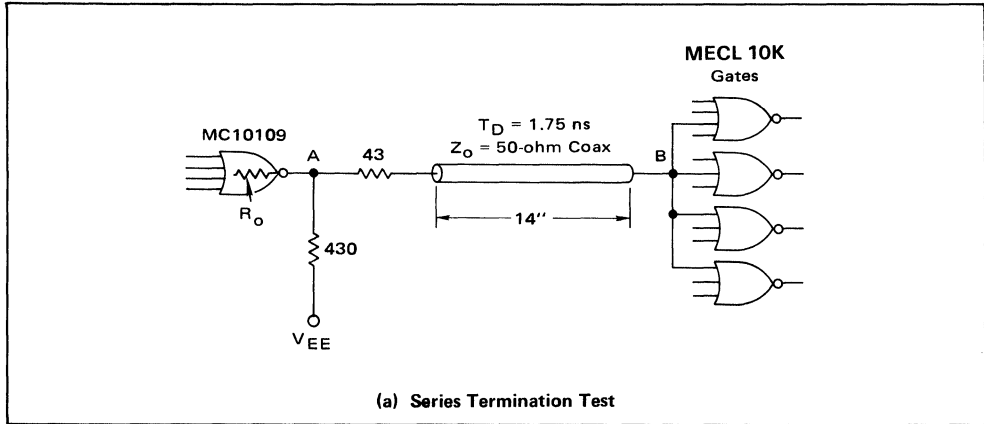 MECL 10K
Gates
MC10109
A
43
T_D = 1.75 ns
Z_o = 50-ohm Coax
B
R_o
14"
430
V_EE
(a) Series Termination Test